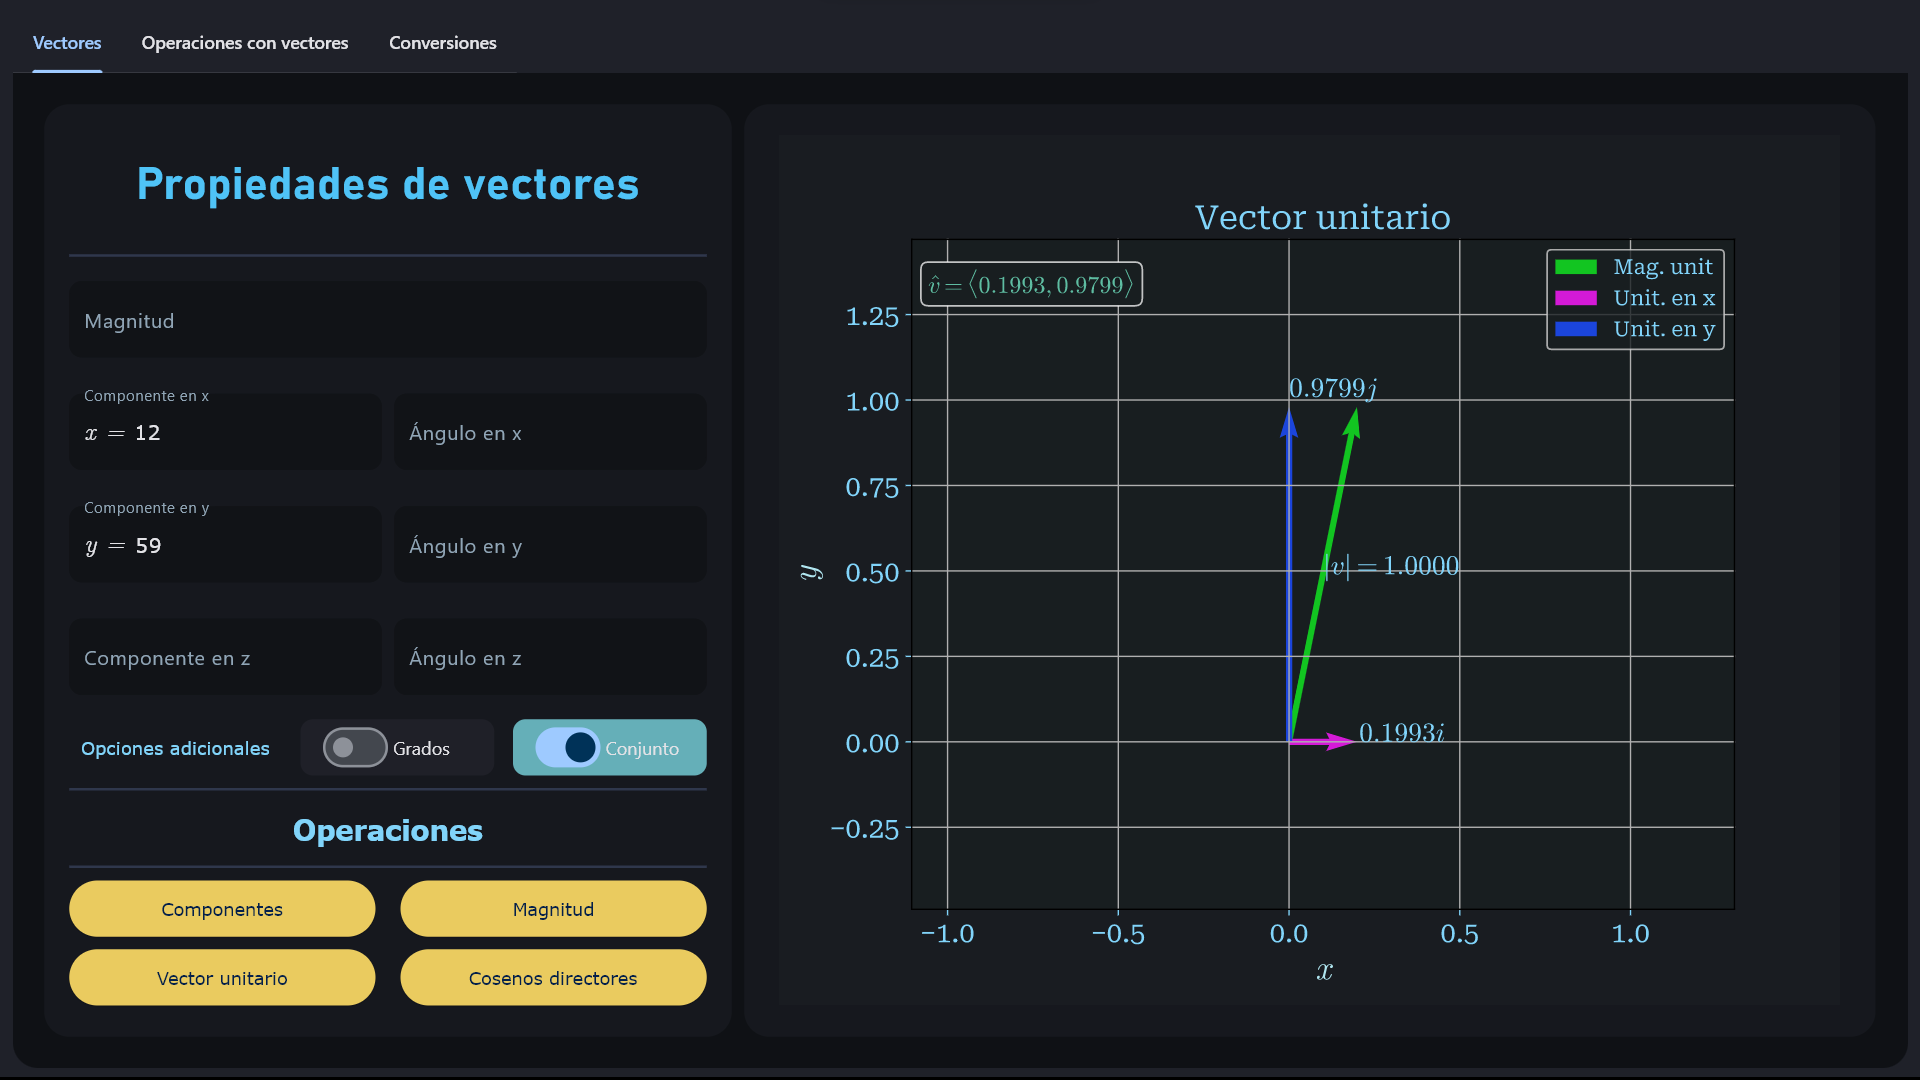 Vectores Operaciones con vectores Conversiones
Propiedades de vectores
Magnitud
Componente en x
x = 12
Ángulo en x
Componente en y
y = 59
Ángulo en y
Componente en z
Ángulo en z
Opciones adicionales
Grados
Conjunto
Operaciones
Componentes
Magnitud
Vector unitario
Cosenos directores
Vector unitario
v̂ = ⟨0.1993, 0.9799⟩
Mag. unit
Unit. en x
Unit. en y
1.25
1.00
0.75
0.50
0.25
0.00
−0.25
y
0.9799j
|v| = 1.0000
0.1993i
−1.0 −0.5 0.0 0.5 1.0
x